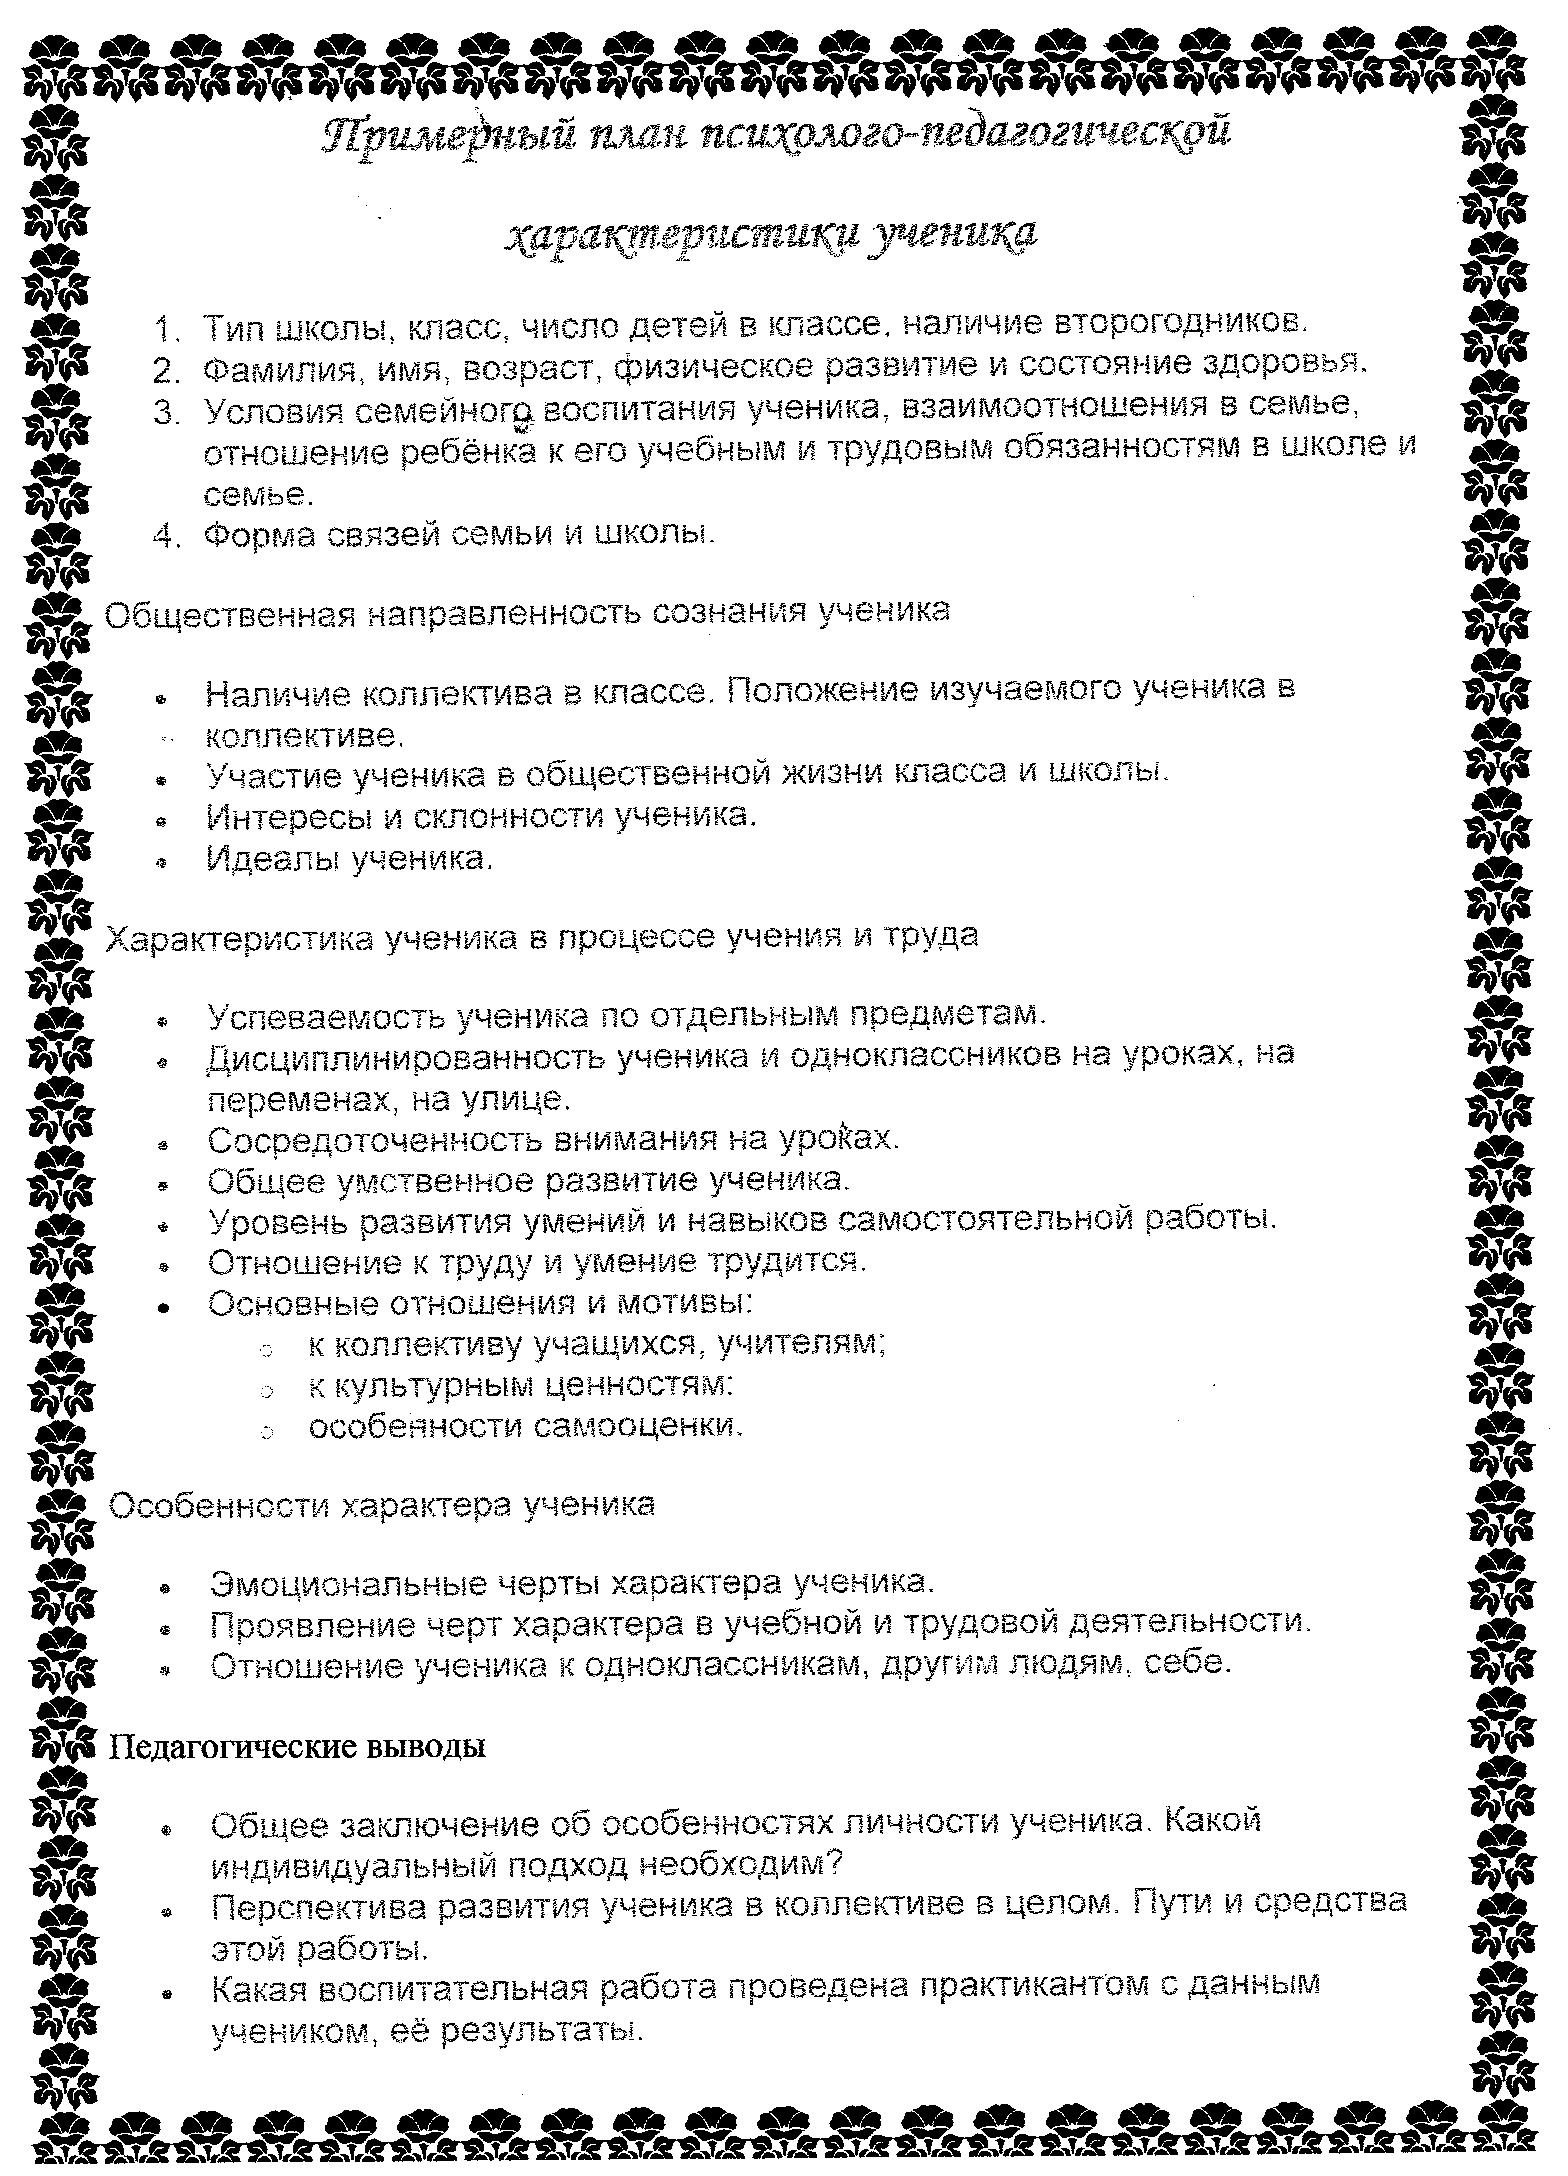 Примерный план психолого-педагогической
характеристики ученика
1. Тип школы, класс, число детей в классе, наличие второгодников.
2. Фамилия, имя, возраст, физическое развитие и состояние здоровья.
3. Условия семейного воспитания ученика, взаимоотношения в семье,
отношение ребёнка к его учебным и трудовым обязанностям в школе и
семье.
4. Форма связей семьи и школы.
Общественная направленность сознания ученика
• Наличие коллектива в классе. Положение изучаемого ученика в
коллективе.
• Участие ученика в общественной жизни класса и школы.
• Интересы и склонности ученика.
• Идеалы ученика.
Характеристика ученика в процессе учения и труда
• Успеваемость ученика по отдельным предметам.
• Дисциплинированность ученика и одноклассников на уроках, на
переменах, на улице.
• Сосредоточенность внимания на уроках.
• Общее умственное развитие ученика.
• Уровень развития умений и навыков самостоятельной работы.
• Отношение к труду и умение трудится.
• Основные отношения и мотивы:
○ к коллективу учащихся, учителям;
○ к культурным ценностям:
○ особенности самооценки.
Особенности характера ученика
• Эмоциональные черты характера ученика.
• Проявление черт характера в учебной и трудовой деятельности.
• Отношение ученика к одноклассникам, другим людям, себе.
Педагогические выводы
• Общее заключение об особенностях личности ученика. Какой
индивидуальный подход необходим?
• Перспектива развития ученика в коллективе в целом. Пути и средства
этой работы.
• Какая воспитательная работа проведена практикантом с данным
учеником, её результаты.